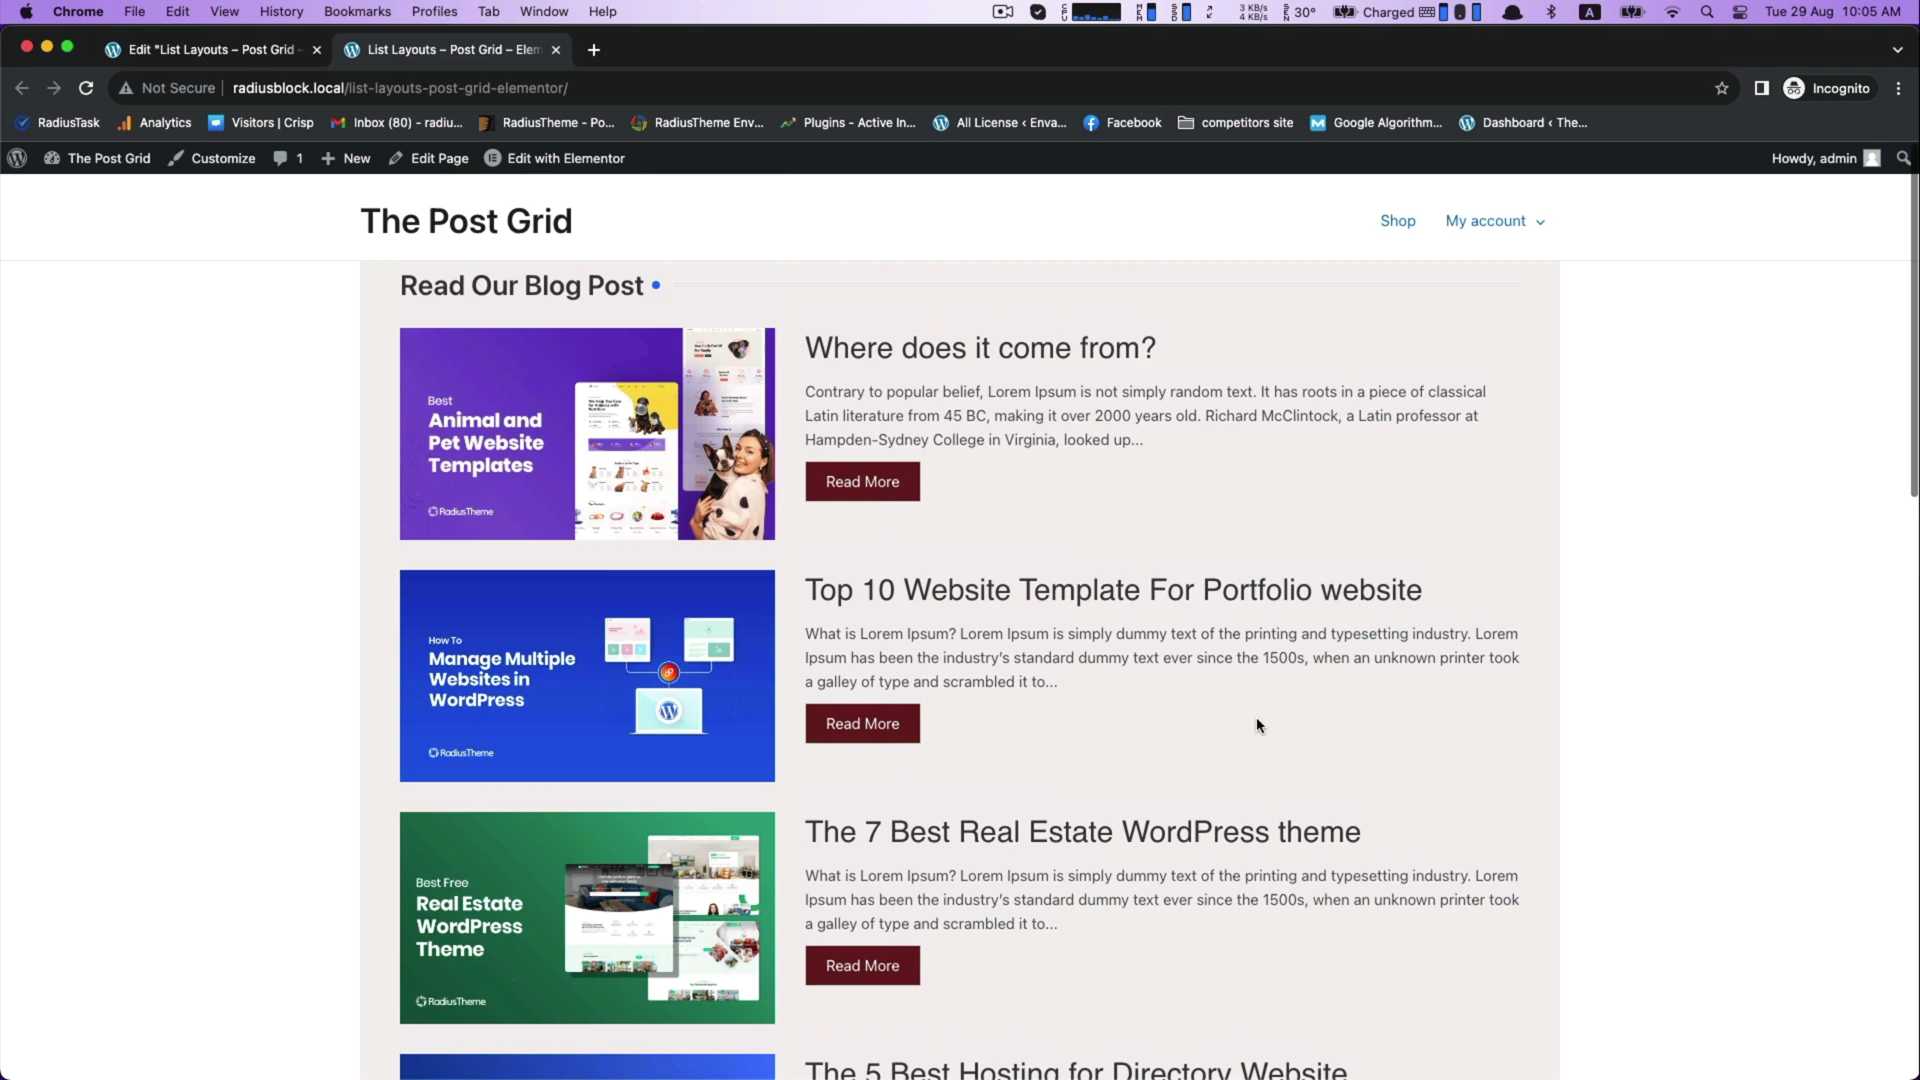 Chrome File Edit View History Bookmarks Profiles Tab Window Help
3 KB/s
4 KB/s
30° Charged A Tue 29 Aug 10:05 AM
Edit "List Layouts – Post Grid
List Layouts – Post Grid – Elem
Not Secure radiusblock.local/list-layouts-post-grid-elementor/
Incognito
RadiusTask Analytics Visitors | Crisp Inbox (80) - radiu... RadiusTheme - Po... RadiusTheme Env... Plugins - Active In... All License ‹ Enva... Facebook competitors site Google Algorithm... Dashboard ‹ The...
The Post Grid Customize 1 New Edit Page Edit with Elementor Howdy, admin
The Post Grid
Shop My account
Read Our Blog Post
Best
Animal and
Pet Website
Templates
RadiusTheme
Where does it come from?
Contrary to popular belief, Lorem Ipsum is not simply random text. It has roots in a piece of classical
Latin literature from 45 BC, making it over 2000 years old. Richard McClintock, a Latin professor at
Hampden-Sydney College in Virginia, looked up...
Read More
How To
Manage Multiple
Websites in
WordPress
RadiusTheme
Top 10 Website Template For Portfolio website
What is Lorem Ipsum? Lorem Ipsum is simply dummy text of the printing and typesetting industry. Lorem
Ipsum has been the industry's standard dummy text ever since the 1500s, when an unknown printer took
a galley of type and scrambled it to...
Read More
Best Free
Real Estate
WordPress
Theme
RadiusTheme
The 7 Best Real Estate WordPress theme
What is Lorem Ipsum? Lorem Ipsum is simply dummy text of the printing and typesetting industry. Lorem
Ipsum has been the industry's standard dummy text ever since the 1500s, when an unknown printer took
a galley of type and scrambled it to...
Read More
The 5 Best Hosting for Directory Website